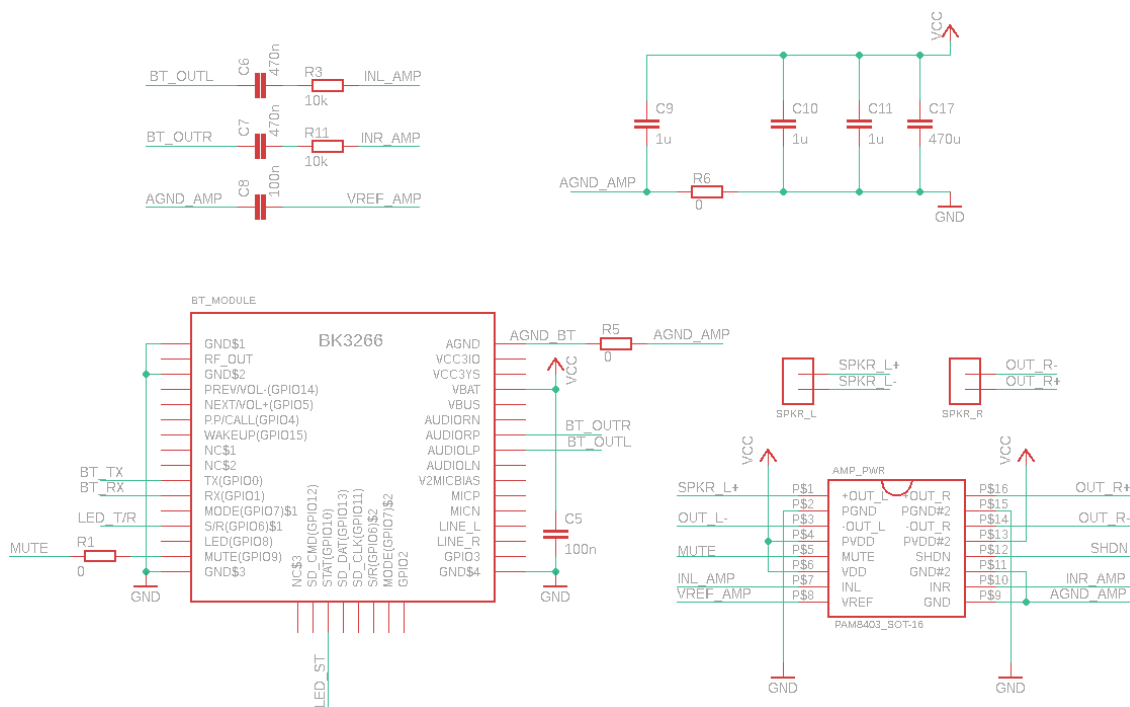 BT_OUTL
C6
470n
R3
10k
INL_AMP
BT_OUTR
C7
470n
R11
10k
INR_AMP
AGND_AMP
C8
100n
VREF_AMP
VCC
C9
1u
C10
1u
C11
1u
C17
470u
AGND_AMP
R6
0
GND
BT_MODULE
BK3266
GND$1
RF_OUT
GND$2
PREV/VOL-(GPIO14)
NEXT/VOL+(GPIO5)
P.P/CALL(GPIO4)
WAKEUP(GPIO15)
NC$1
NC$2
TX(GPIO0)
RX(GPIO1)
MODE(GPIO7)$1
S/R(GPIO6)$1
LED(GPIO8)
MUTE(GPIO9)
GND$3
BT_TX
BT_RX
LED_T/R
MUTE
R1
0
GND
NC$3
SD_CMD(GPIO12)
STAT(GPIO10)
SD_DAT(GPIO13)
SD_CLK(GPIO11)
S/R(GPIO6)$2
MODE(GPIO7)$2
GPIO2
LED_ST
AGND
VCC3IO
VCC3YS
VBAT
VBUS
AUDIORN
AUDIORP
AUDIOLP
AUDIOLN
V2MICBIAS
MICP
MICN
LINE_L
LINE_R
GPIO3
GND$4
AGND_BT
R5
0
AGND_AMP
VCC
BT_OUTR
BT_OUTL
C5
100n
GND
SPKR_L+
SPKR_L-
SPKR_L
OUT_R-
OUT_R+
SPKR_R
VCC
VCC
AMP_PWR
SPKR_L+
P$1
+OUT_L
+OUT_R
P$16
OUT_R+
P$2
PGND
PGND#2
P$15
OUT_L-
P$3
-OUT_L
-OUT_R
P$14
OUT_R-
P$4
PVDD
PVDD#2
P$13
MUTE
P$5
MUTE
SHDN
P$12
SHDN
P$6
VDD
GND#2
P$11
INL_AMP
P$7
INL
INR
P$10
INR_AMP
VREF_AMP
P$8
VREF
GND
P$9
AGND_AMP
PAM8403_SOT-16
GND
GND